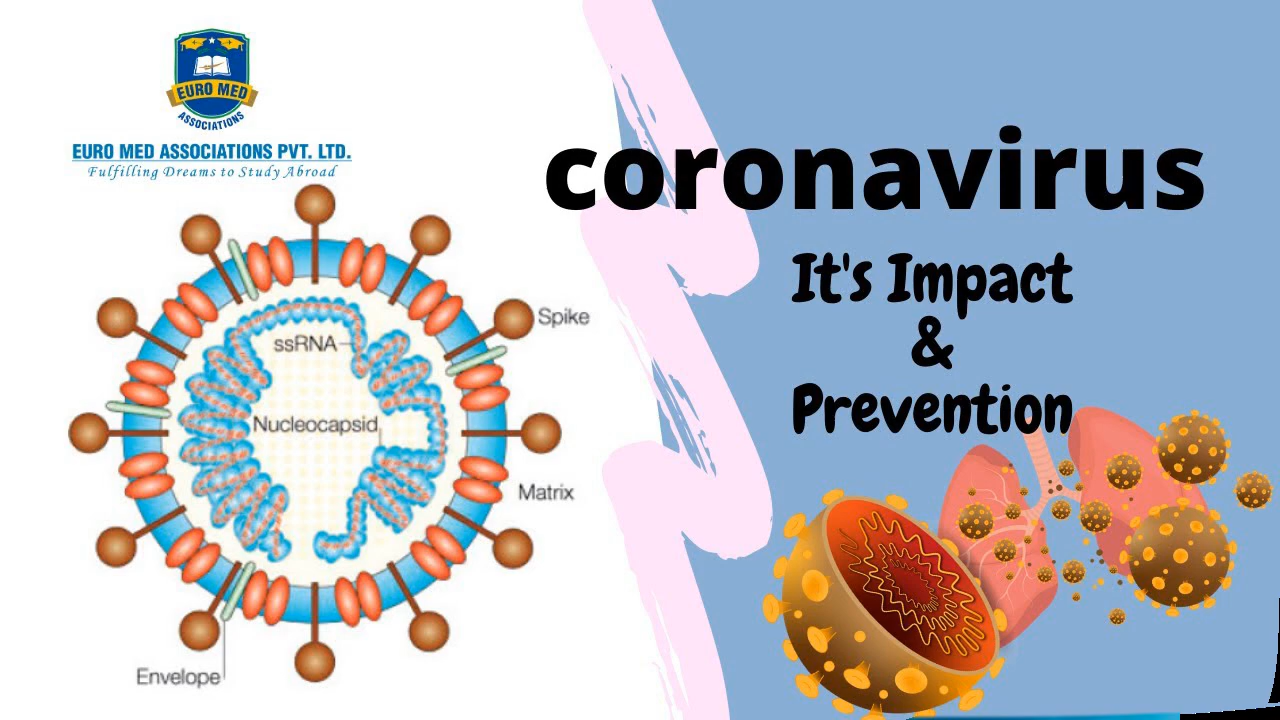 EURO MED
ASSOCIATIONS
EURO MED ASSOCIATIONS PVT. LTD.
Fulfilling Dreams to Study Abroad
coronavirus
It's Impact
&
Prevention
Spike
ssRNA
Nucleocapsid
Matrix
Envelope